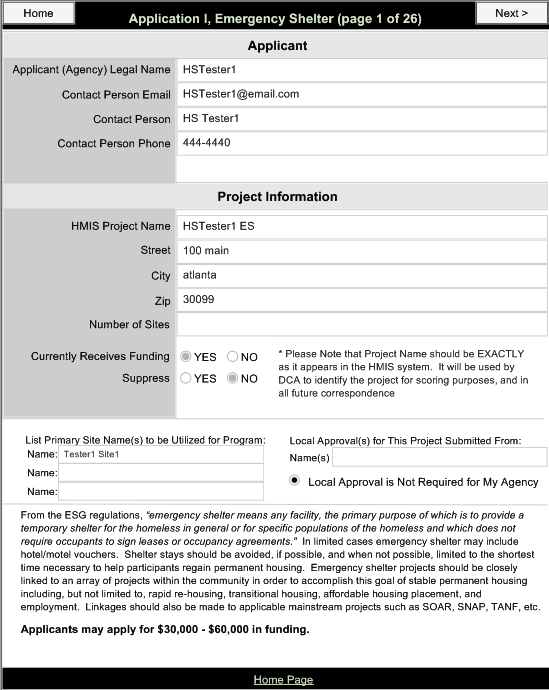 Home
Application I, Emergency Shelter (page 1 of 26)
Next >
Applicant
Applicant (Agency) Legal Name HSTester1
Contact Person Email HSTester1@email.com
Contact Person HS Tester1
Contact Person Phone 444-4440
Project Information
HMIS Project Name HSTester1 ES
Street 100 main
City atlanta
Zip 30099
Number of Sites
Currently Receives Funding YES NO
Suppress YES NO
* Please Note that Project Name should be EXACTLY
as it appears in the HMIS system. It will be used by
DCA to identify the project for scoring purposes, and in
all future correspondence
List Primary Site Name(s) to be Utilized for Program:
Name: Tester1 Site1
Name:
Name:
Local Approval(s) for This Project Submitted From:
Name(s)
Local Approval is Not Required for My Agency
From the ESG regulations, “emergency shelter means any facility, the primary purpose of which is to provide a
temporary shelter for the homeless in general or for specific populations of the homeless and which does not
require occupants to sign leases or occupancy agreements.” In limited cases emergency shelter may include
hotel/motel vouchers. Shelter stays should be avoided, if possible, and when not possible, limited to the shortest
time necessary to help participants regain permanent housing. Emergency shelter projects should be closely
linked to an array of projects within the community in order to accomplish this goal of stable permanent housing
including, but not limited to, rapid re-housing, transitional housing, affordable housing placement, and
employment. Linkages should also be made to applicable mainstream projects such as SOAR, SNAP, TANF, etc.
Applicants may apply for $30,000 - $60,000 in funding.
Home Page